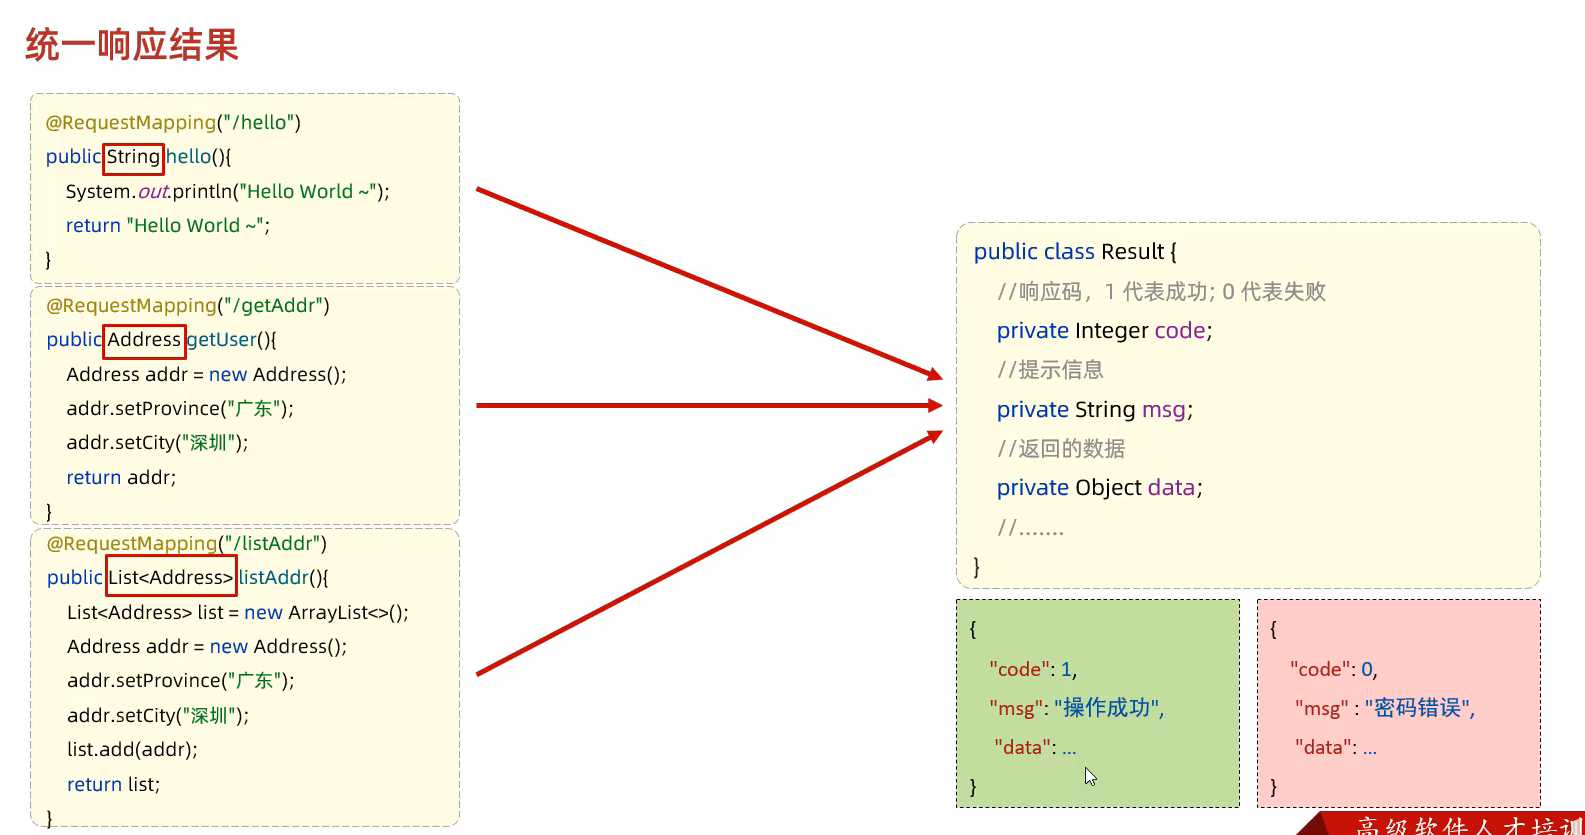 统一响应结果
@RequestMapping("/hello")
public String hello(){
System.out.println("Hello World ~");
return "Hello World ~";
}
@RequestMapping("/getAddr")
public Address getUser(){
Address addr = new Address();
addr.setProvince("广东");
addr.setCity("深圳");
return addr;
}
@RequestMapping("/listAddr")
public List<Address> listAddr(){
List<Address> list = new ArrayList<>();
Address addr = new Address();
addr.setProvince("广东");
addr.setCity("深圳");
list.add(addr);
return list;
}
public class Result {
//响应码，1 代表成功; 0 代表失败
private Integer code;
//提示信息
private String msg;
//返回的数据
private Object data;
//.......
}
{
"code": 1,
"msg": "操作成功",
"data": ...
}
{
"code": 0,
"msg" : "密码错误",
"data": ...
}
高级软件人才培训